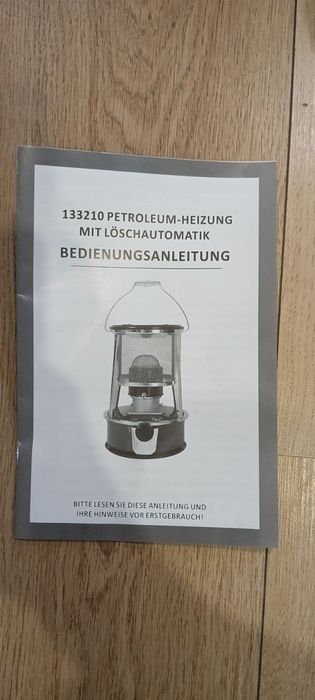 133210 PETROLEUM-HEIZUNG
MIT LÖSCHAUTOMATIK
BEDIENUNGSANLEITUNG
BITTE LESEN SIE DIESE ANLEITUNG UND
IHRE HINWEISE VOR ERSTGEBRAUCH!